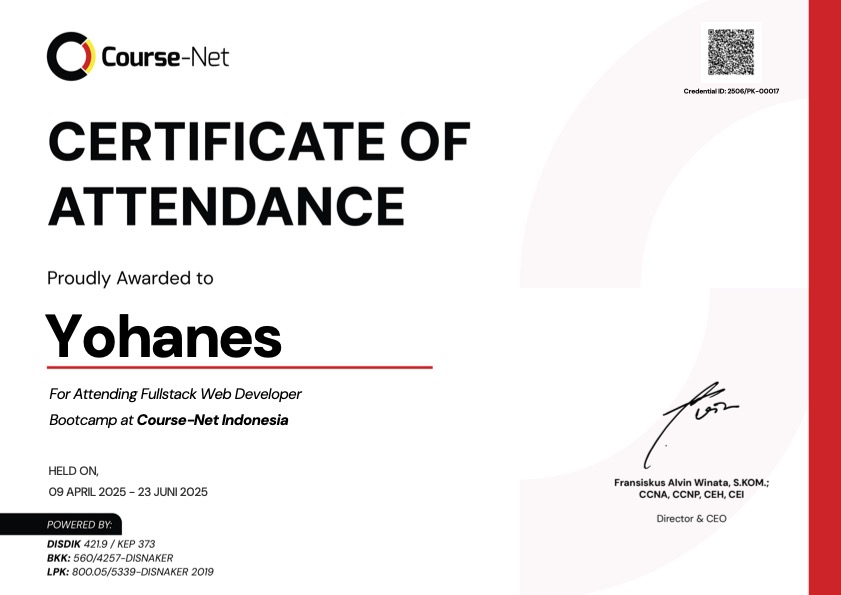 Course-Net
Credential ID: 2506/PK-00017
CERTIFICATE OF
ATTENDANCE
Proudly Awarded to
Yohanes
For Attending Fullstack Web Developer
Bootcamp at Course-Net Indonesia
HELD ON,
09 APRIL 2025 - 23 JUNI 2025
Fransiskus Alvin Winata, S.KOM.;
CCNA, CCNP, CEH, CEI
Director & CEO
POWERED BY:
DISDIK 421.9 / KEP 373
BKK: 560/4257-DISNAKER
LPK: 800.05/5339-DISNAKER 2019